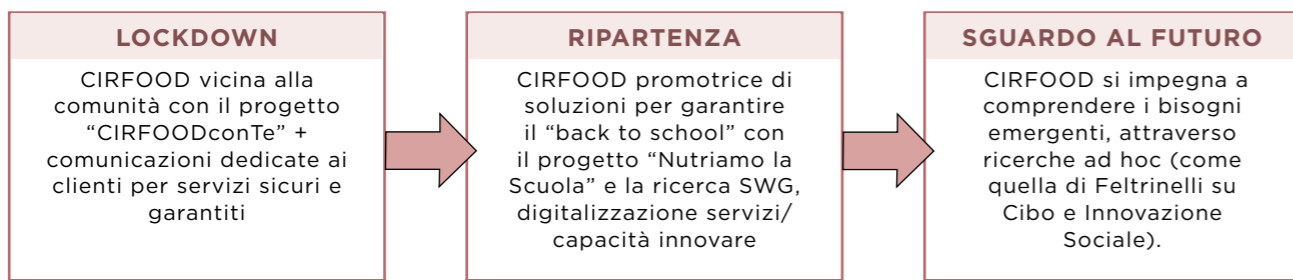 LOCKDOWN
CIRFOOD vicina alla
comunità con il progetto
“CIRFOODconTe” +
comunicazioni dedicate ai
clienti per servizi sicuri e
garantiti
RIPARTENZA
CIRFOOD promotrice di
soluzioni per garantire
il “back to school” con
il progetto “Nutriamo la
Scuola” e la ricerca SWG,
digitalizzazione servizi/
capacità innovare
SGUARDO AL FUTURO
CIRFOOD si impegna a
comprendere i bisogni
emergenti, attraverso
ricerche ad hoc (come
quella di Feltrinelli su
Cibo e Innovazione
Sociale).